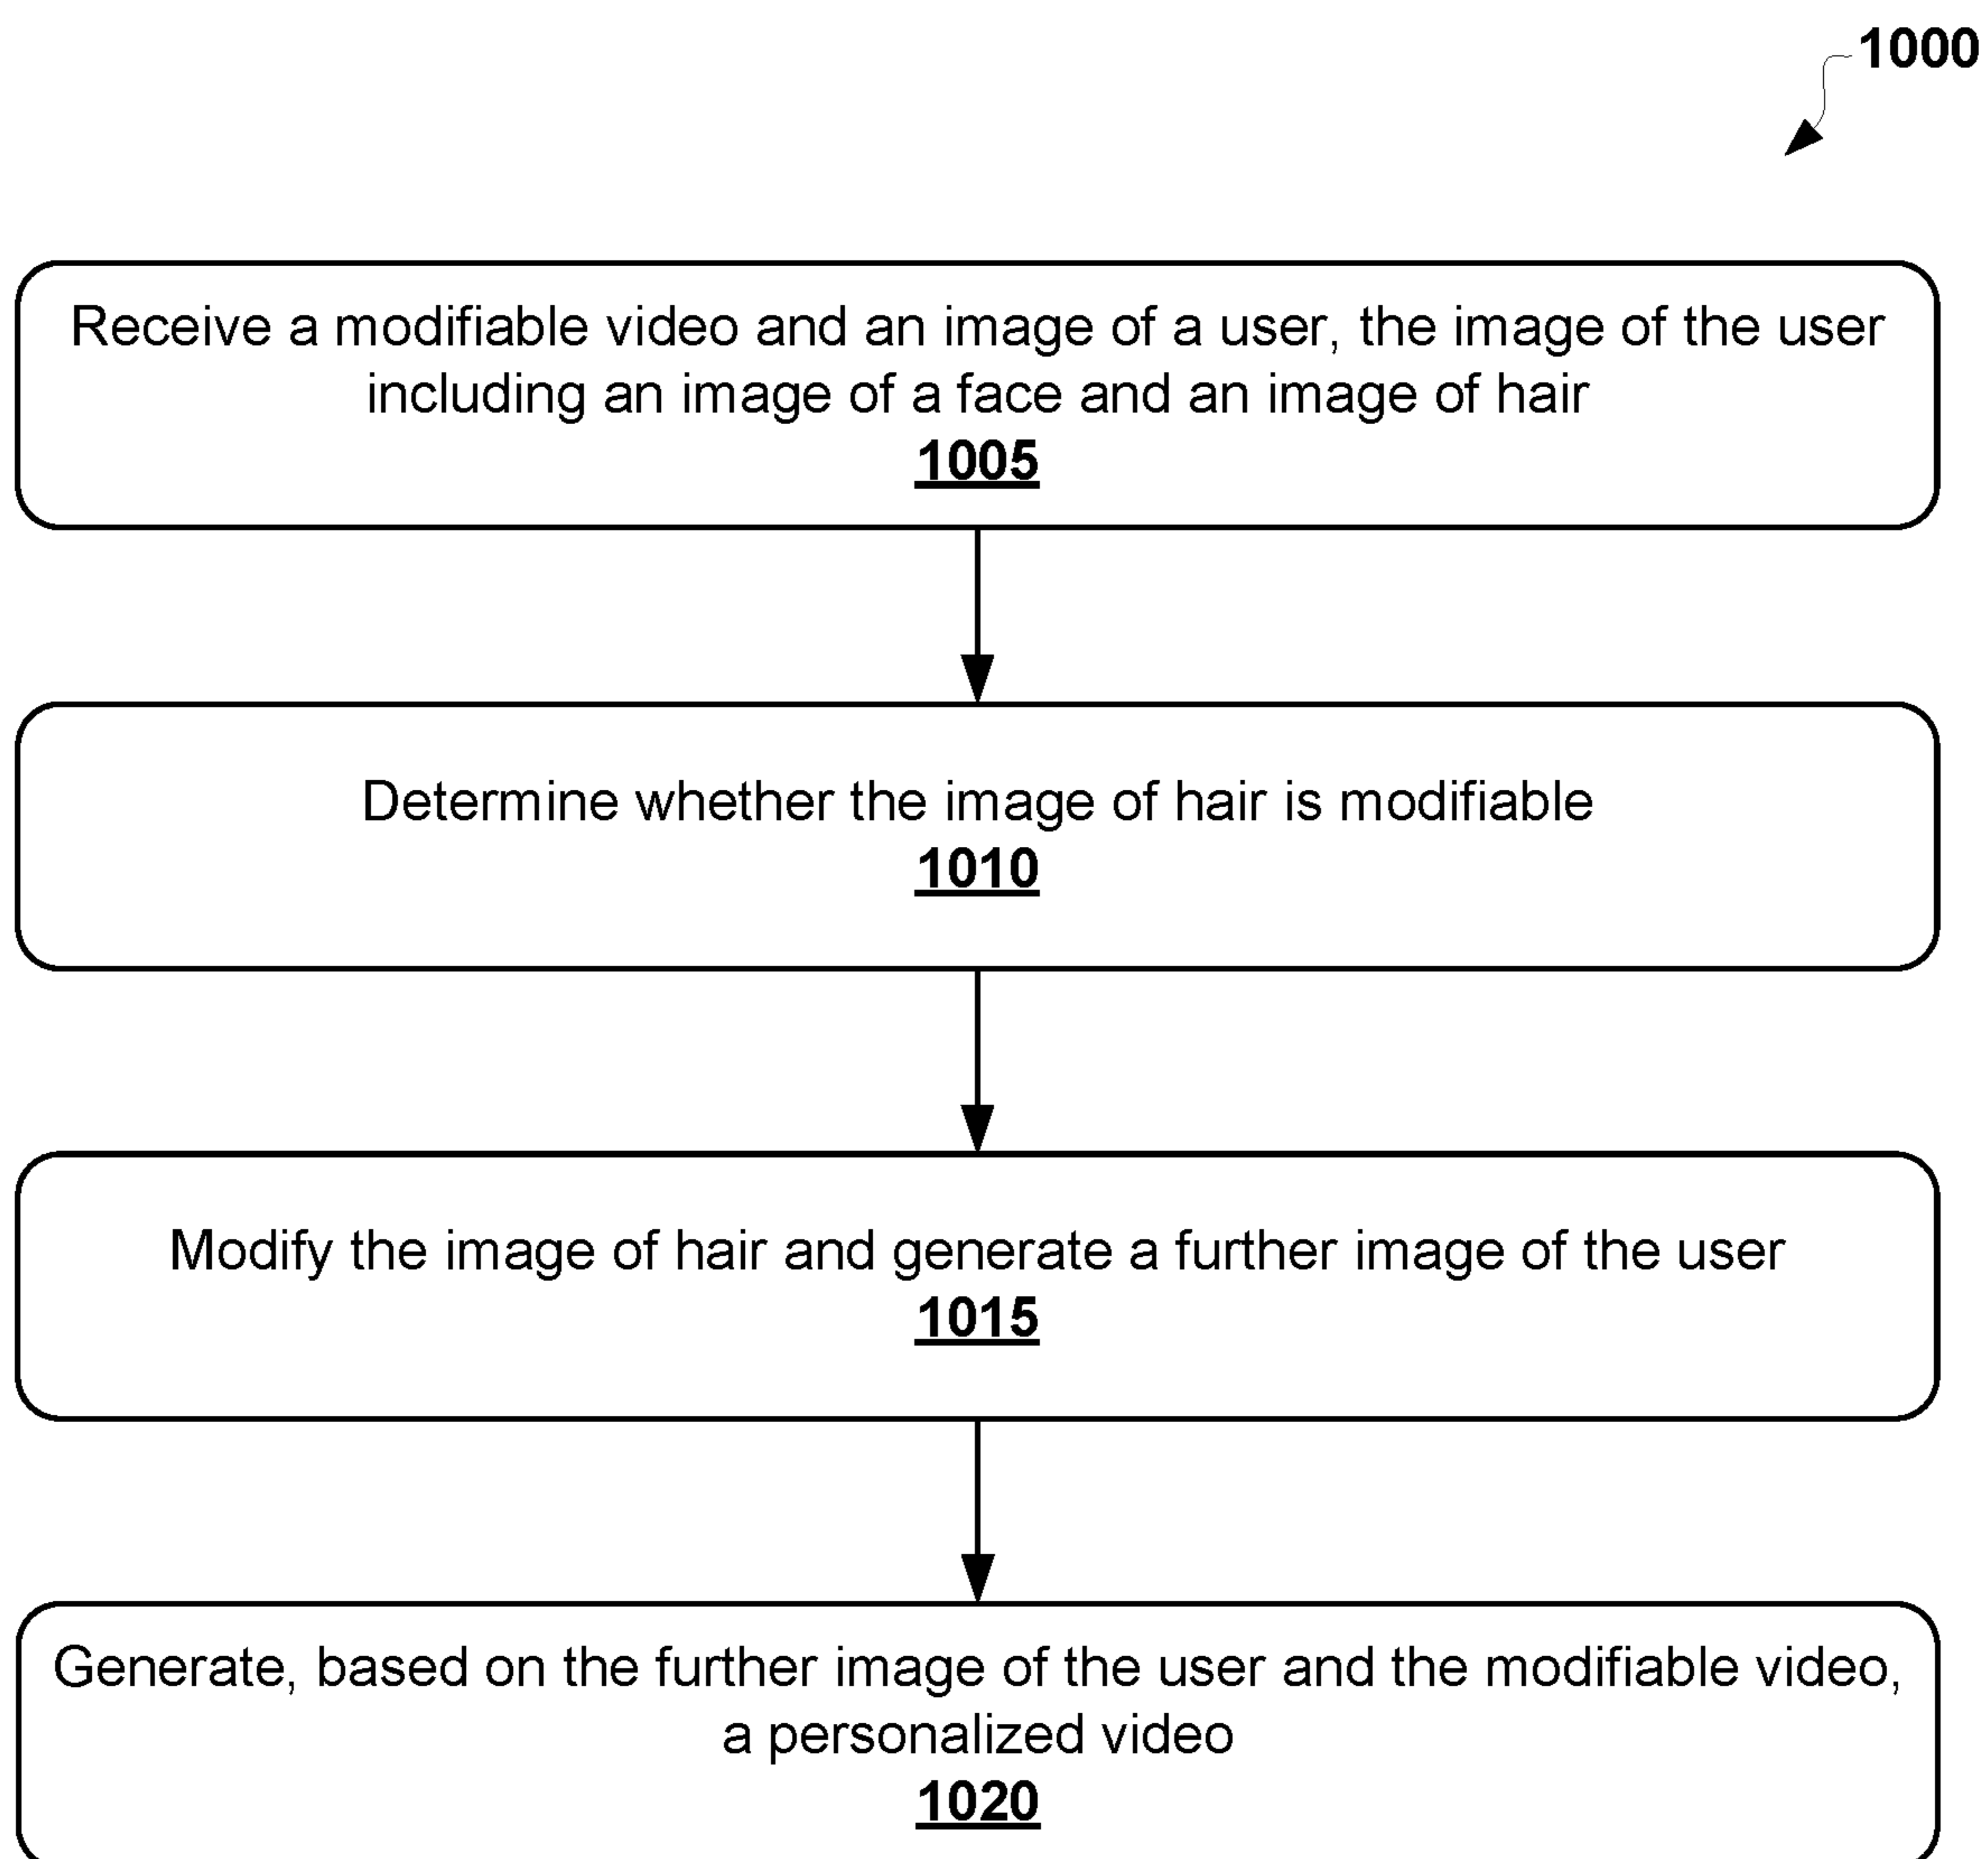 1000
Receive a modifiable video and an image of a user, the image of the user
including an image of a face and an image of hair
1005
Determine whether the image of hair is modifiable
1010
Modify the image of hair and generate a further image of the user
1015
Generate, based on the further image of the user and the modifiable video,
a personalized video
1020